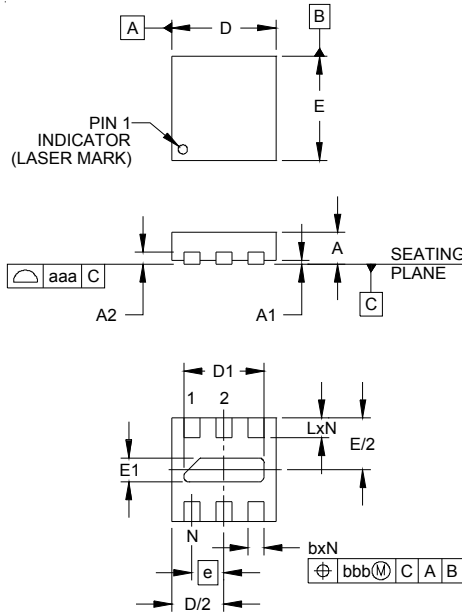 A
D
B
E
PIN 1
INDICATOR
(LASER MARK)
A
SEATING
PLANE
aaa C
C
A2
A1
D1
1 2
LxN
E/2
E1
N
bxN
e
bbb Ⓜ C A B
D/2